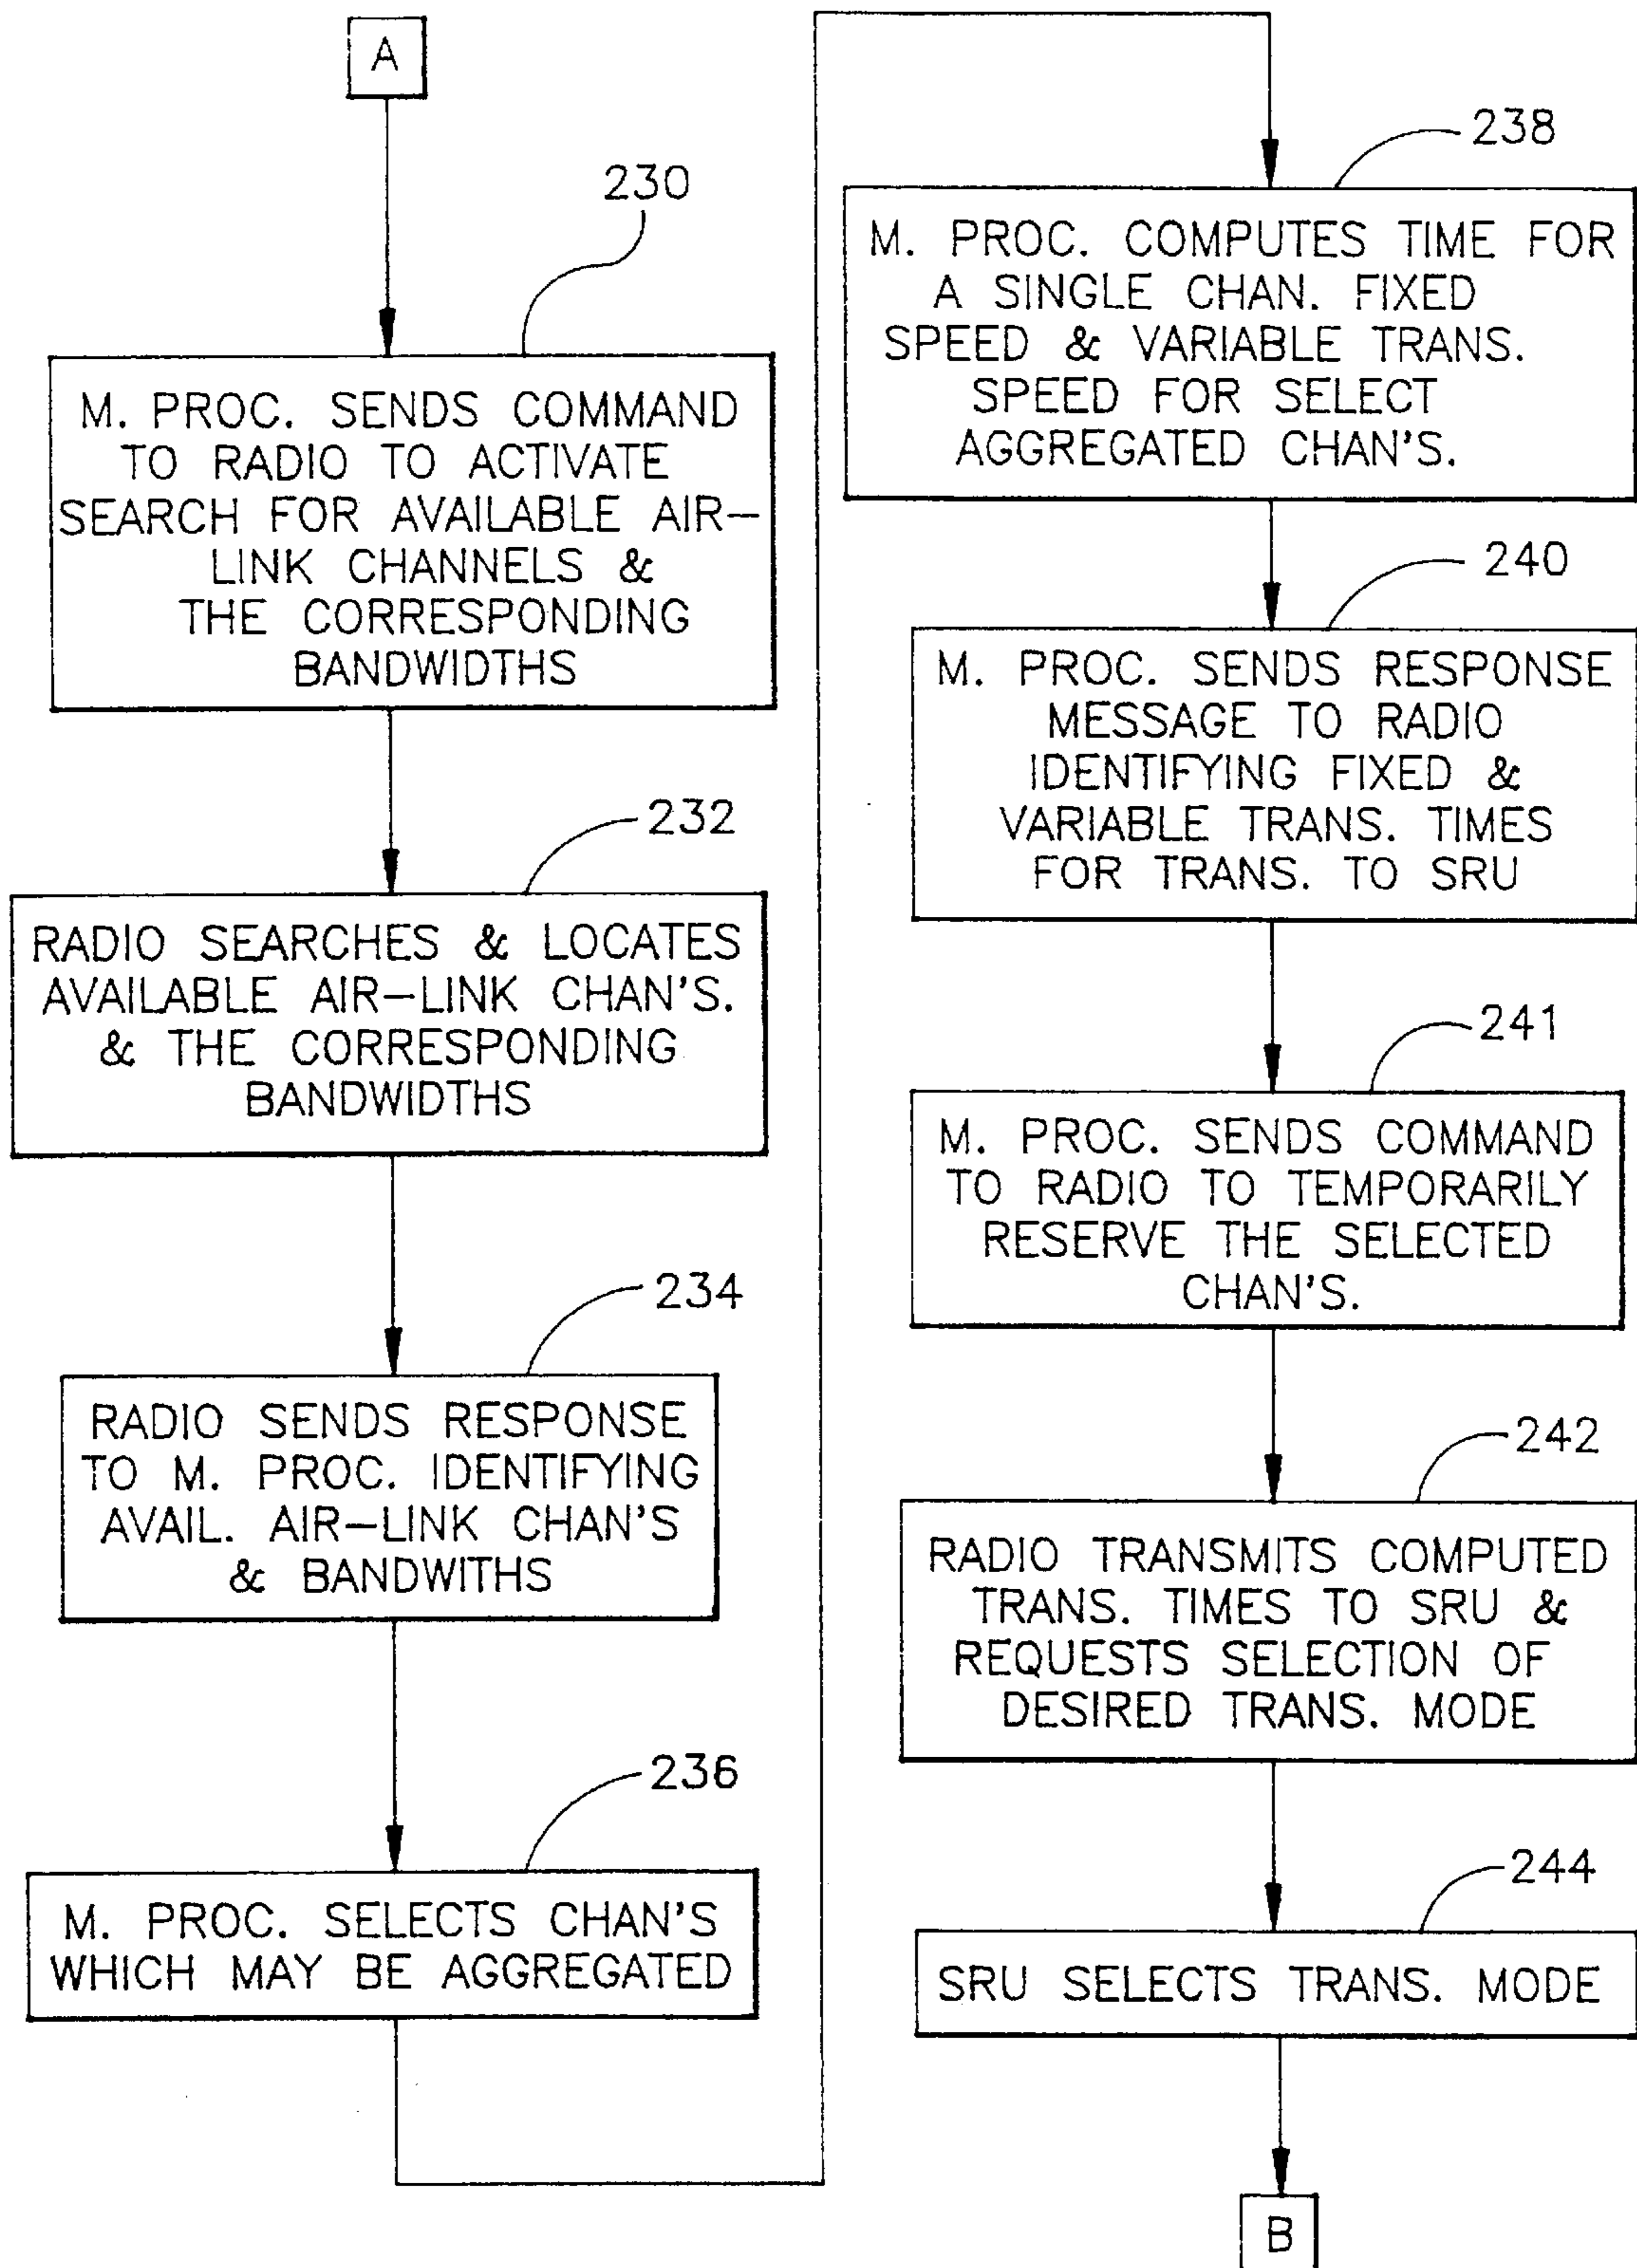 A
230
M. PROC. SENDS COMMAND
TO RADIO TO ACTIVATE
SEARCH FOR AVAILABLE AIR–
LINK CHANNELS &
THE CORRESPONDING
BANDWIDTHS
232
RADIO SEARCHES & LOCATES
AVAILABLE AIR–LINK CHAN'S.
& THE CORRESPONDING
BANDWIDTHS
234
RADIO SENDS RESPONSE
TO M. PROC. IDENTIFYING
AVAIL. AIR–LINK CHAN'S
& BANDWITHS
236
M. PROC. SELECTS CHAN'S
WHICH MAY BE AGGREGATED
238
M. PROC. COMPUTES TIME FOR
A SINGLE CHAN. FIXED
SPEED & VARIABLE TRANS.
SPEED FOR SELECT
AGGREGATED CHAN'S.
240
M. PROC. SENDS RESPONSE
MESSAGE TO RADIO
IDENTIFYING FIXED &
VARIABLE TRANS. TIMES
FOR TRANS. TO SRU
241
M. PROC. SENDS COMMAND
TO RADIO TO TEMPORARILY
RESERVE THE SELECTED
CHAN'S.
242
RADIO TRANSMITS COMPUTED
TRANS. TIMES TO SRU &
REQUESTS SELECTION OF
DESIRED TRANS. MODE
244
SRU SELECTS TRANS. MODE
B